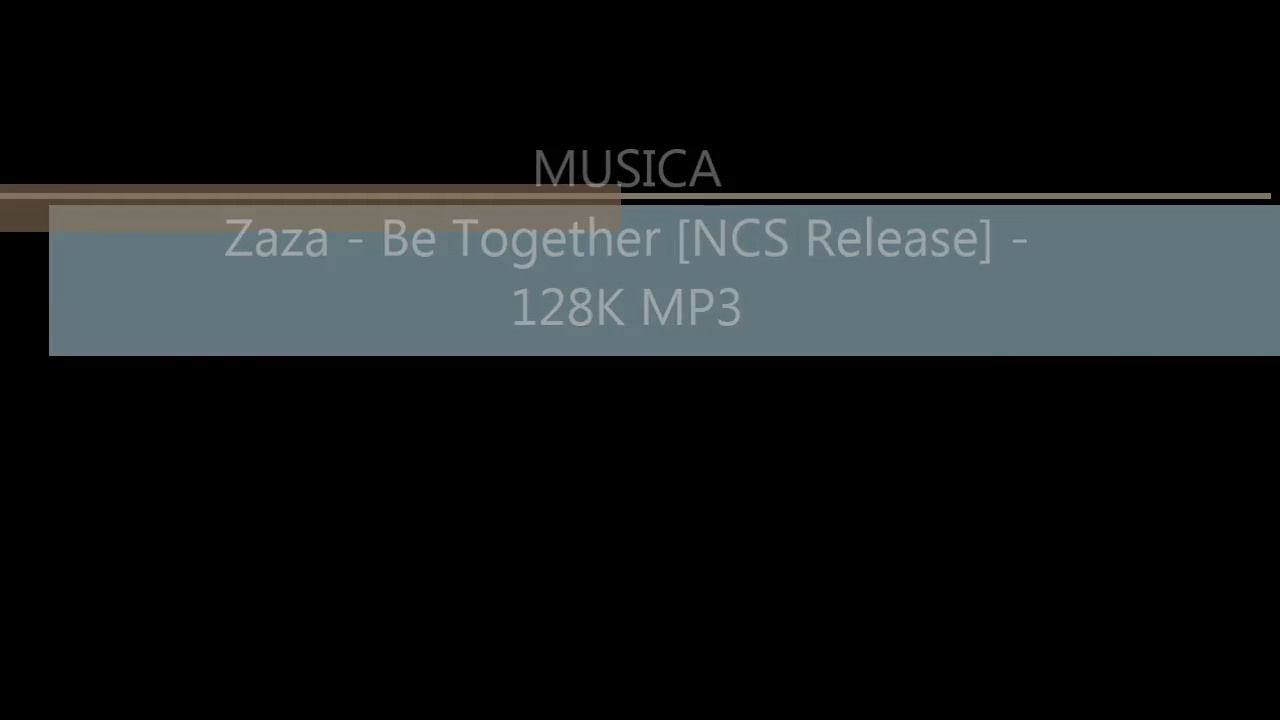 MUSICA
Zaza - Be Together [NCS Release] -
128K MP3